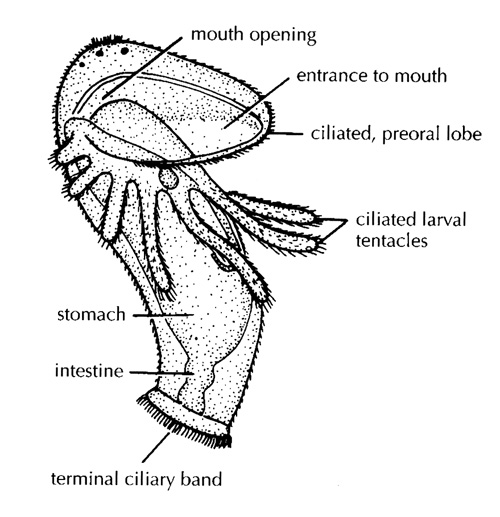 mouth opening
entrance to mouth
ciliated, preoral lobe
ciliated larval
tentacles
stomach
intestine
terminal ciliary band